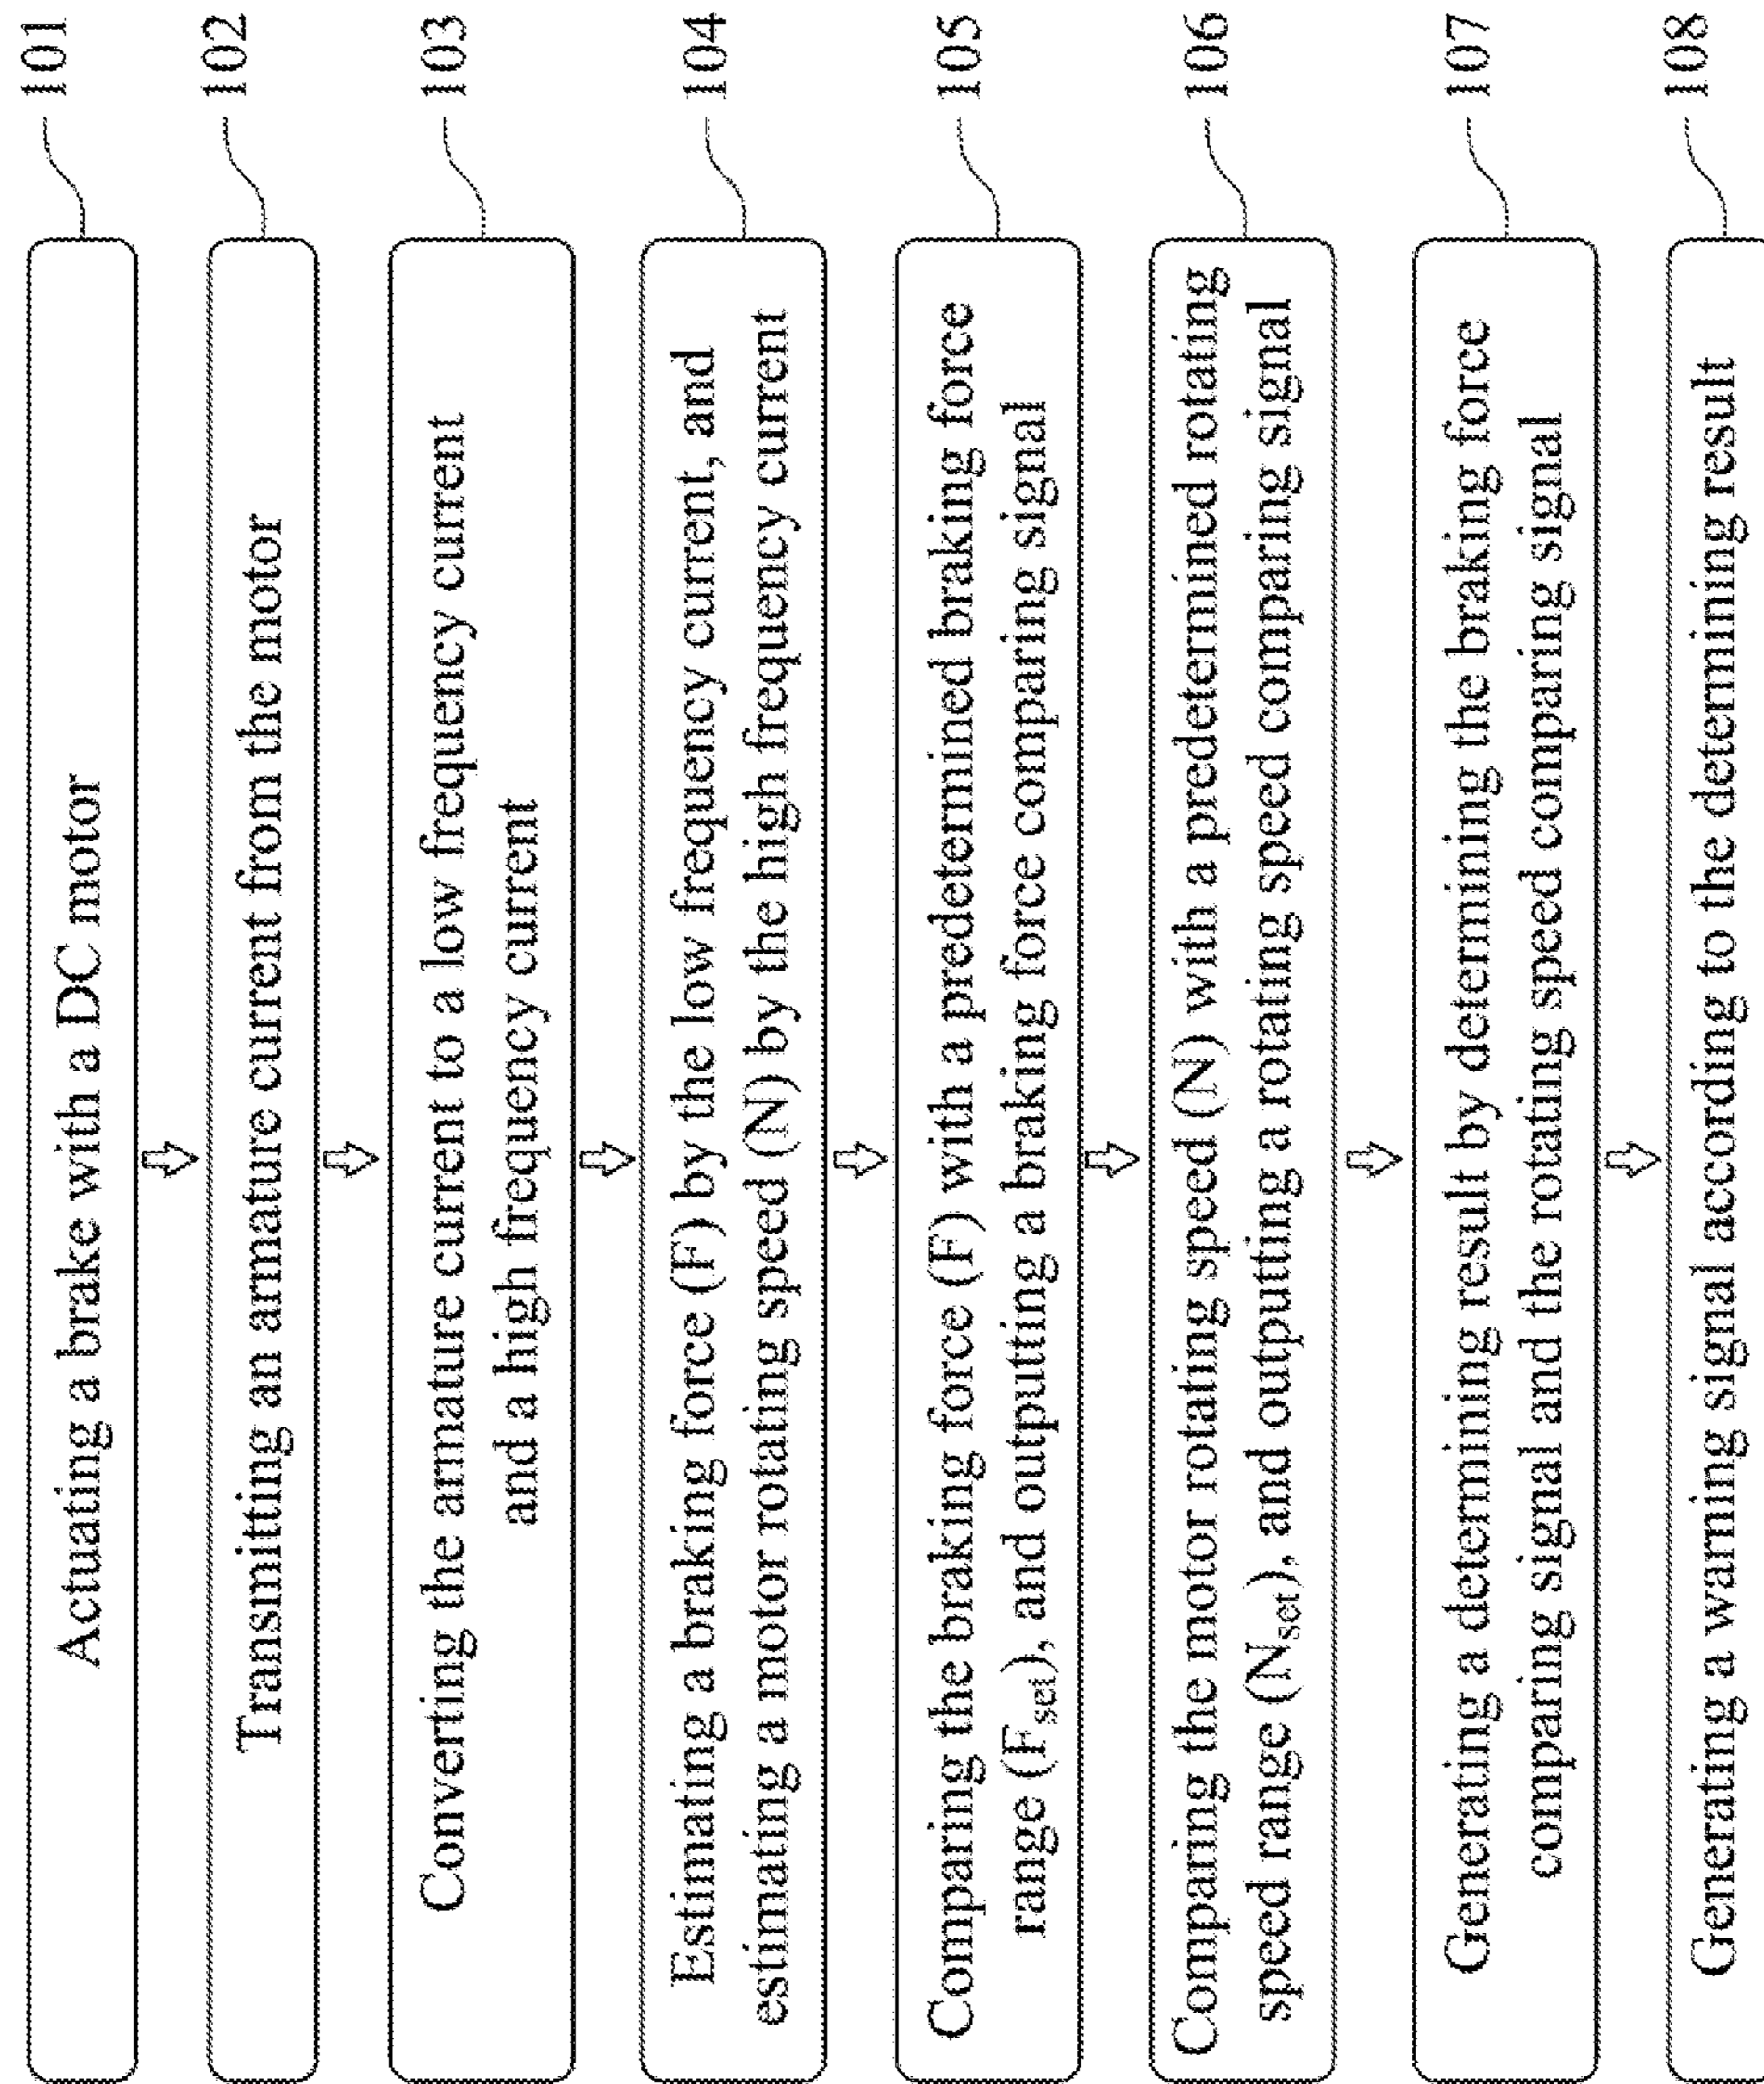 Actuating a brake with a DC motor
101
Transmitting an armature current from the motor
102
Converting the armature current to a low frequency current
and a high frequency current
103
Estimating a braking force (F) by the low frequency current, and
estimating a motor rotating speed (N) by the high frequency current
104
Comparing the braking force (F) with a predetermined braking force
range (Fset), and outputting a braking force comparing signal
105
Comparing the motor rotating speed (N) with a predetermined rotating
speed range (Nset), and outputting a rotating speed comparing signal
106
Generating a determining result by determining the braking force
comparing signal and the rotating speed comparing signal
107
Generating a warning signal according to the determining result
108